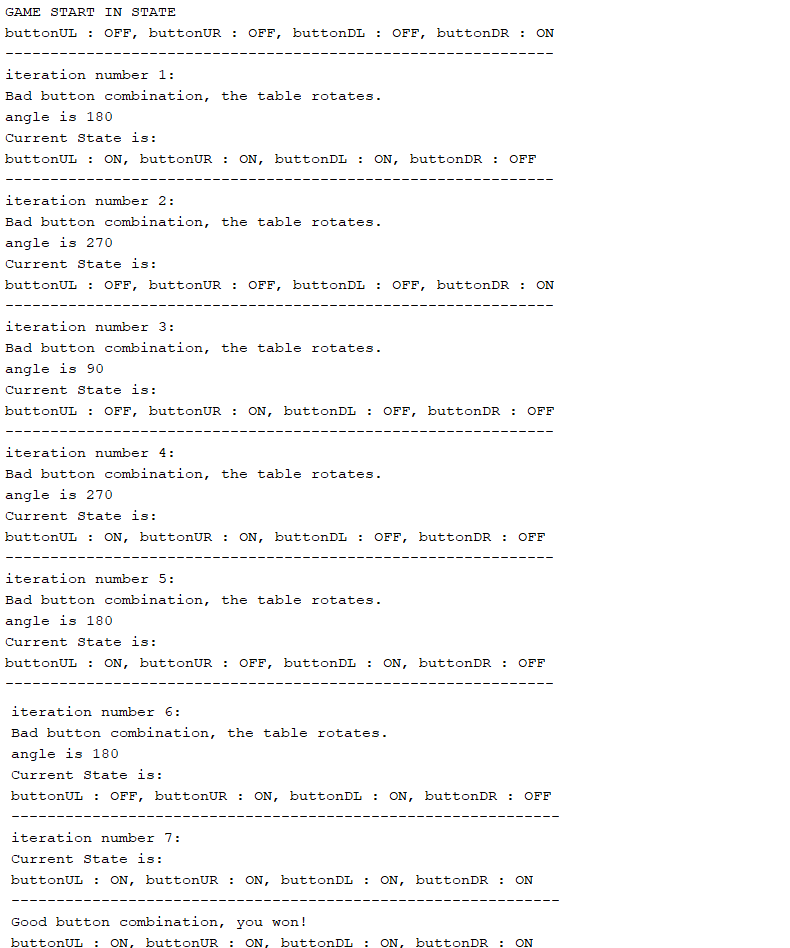 GAME START IN STATE
buttonUL : OFF, buttonUR : OFF, buttonDL : OFF, buttonDR : ON
-------------------------------------------------------------
iteration number 1:
Bad button combination, the table rotates.
angle is 180
Current State is:
buttonUL : ON, buttonUR : ON, buttonDL : ON, buttonDR : OFF
-------------------------------------------------------------
iteration number 2:
Bad button combination, the table rotates.
angle is 270
Current State is:
buttonUL : OFF, buttonUR : OFF, buttonDL : OFF, buttonDR : ON
-------------------------------------------------------------
iteration number 3:
Bad button combination, the table rotates.
angle is 90
Current State is:
buttonUL : OFF, buttonUR : ON, buttonDL : OFF, buttonDR : OFF
-------------------------------------------------------------
iteration number 4:
Bad button combination, the table rotates.
angle is 270
Current State is:
buttonUL : ON, buttonUR : ON, buttonDL : OFF, buttonDR : OFF
-------------------------------------------------------------
iteration number 5:
Bad button combination, the table rotates.
angle is 180
Current State is:
buttonUL : ON, buttonUR : OFF, buttonDL : ON, buttonDR : OFF
-------------------------------------------------------------
iteration number 6:
Bad button combination, the table rotates.
angle is 180
Current State is:
buttonUL : OFF, buttonUR : ON, buttonDL : ON, buttonDR : OFF
-------------------------------------------------------------
iteration number 7:
Current State is:
buttonUL : ON, buttonUR : ON, buttonDL : ON, buttonDR : ON
-------------------------------------------------------------
Good button combination, you won!
buttonUL : ON, buttonUR : ON, buttonDL : ON, buttonDR : ON